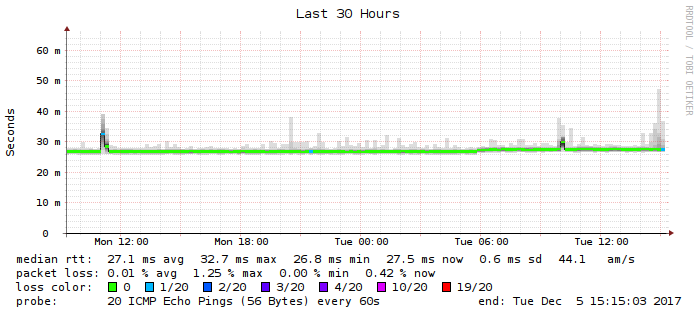 Last 30 Hours
RRDTOOL / TOBI OETIKER
Seconds
60 m
50 m
40 m
30 m
20 m
10 m
0
Mon 12:00 Mon 18:00 Tue 00:00 Tue 06:00 Tue 12:00
median rtt: 27.1 ms avg 32.7 ms max 26.8 ms min 27.5 ms now 0.6 ms sd 44.1 am/s
packet loss: 0.01 % avg 1.25 % max 0.00 % min 0.42 % now
loss color: 0 1/20 2/20 3/20 4/20 10/20 19/20
probe: 20 ICMP Echo Pings (56 Bytes) every 60s end: Tue Dec 5 15:15:03 2017